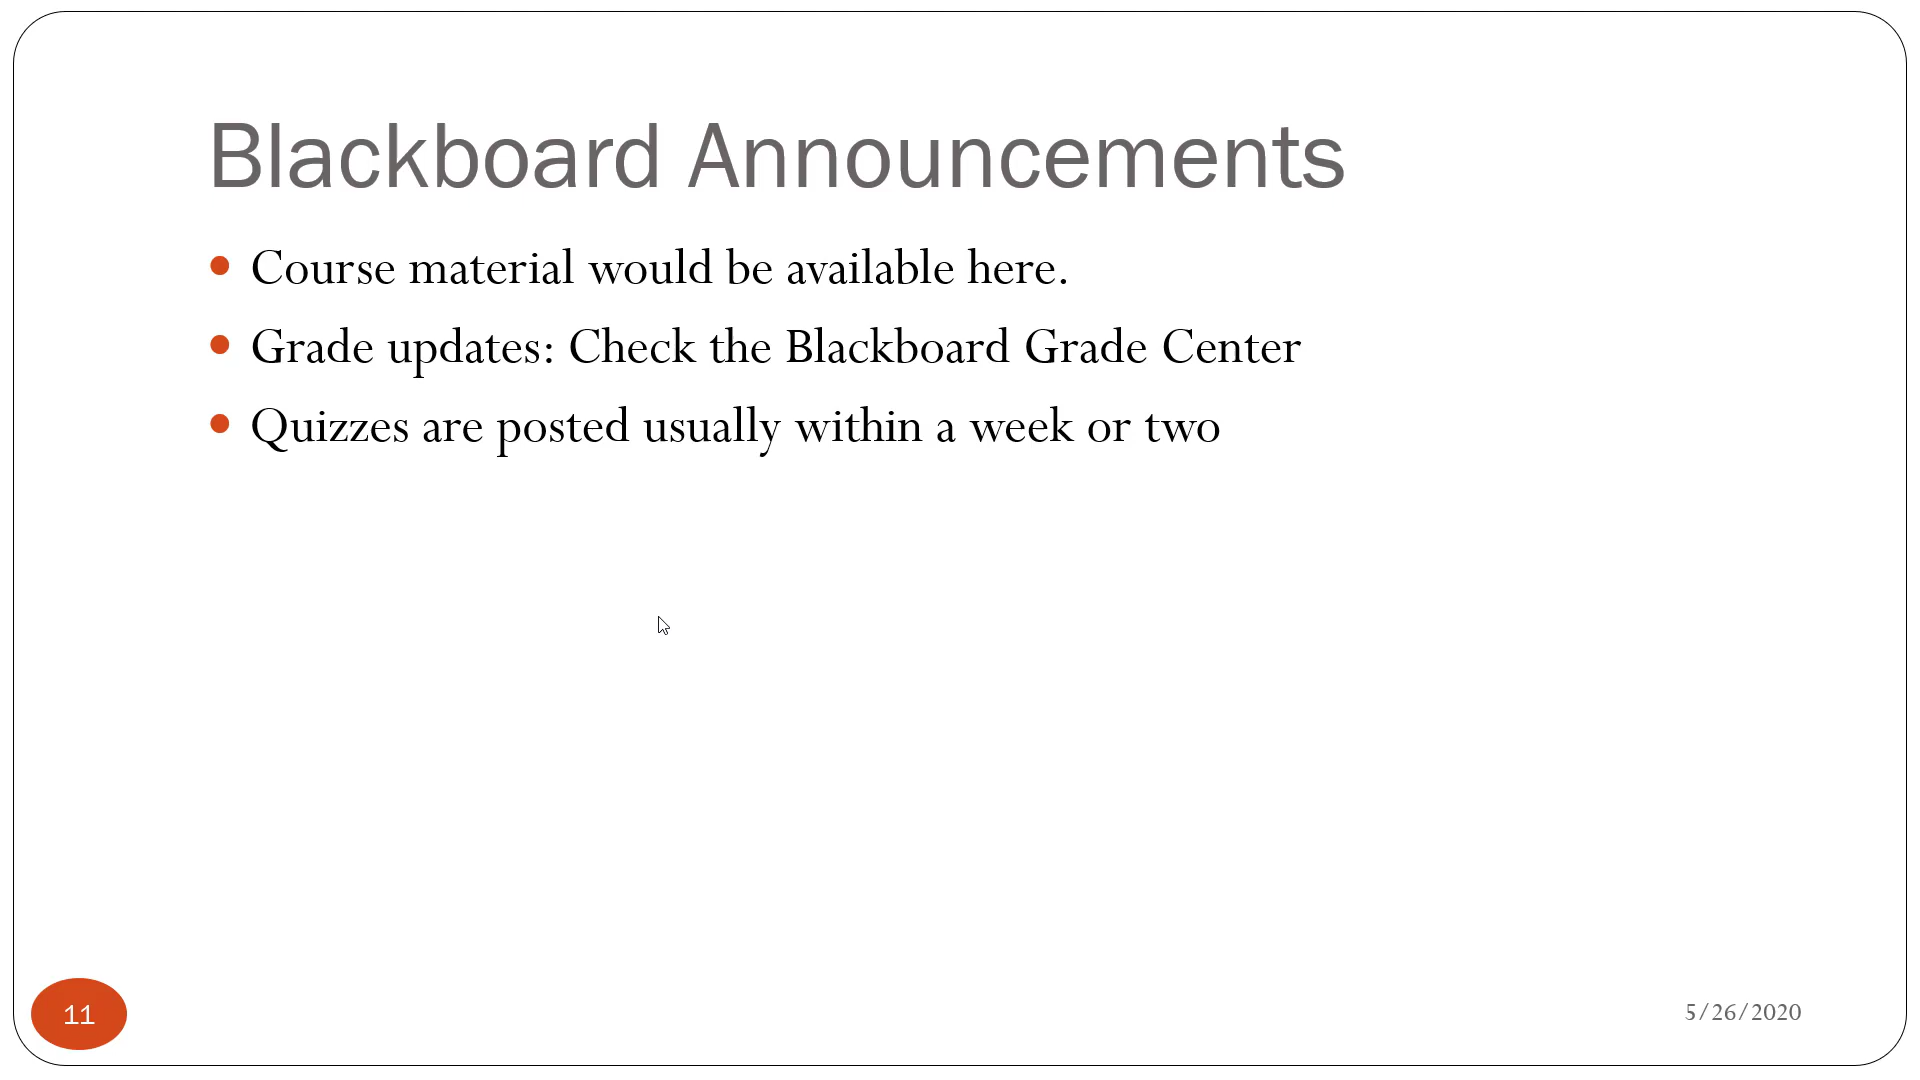 Blackboard Announcements
Course material would be available here.
Grade updates: Check the Blackboard Grade Center
Quizzes are posted usually within a week or two
11
5/26/2020